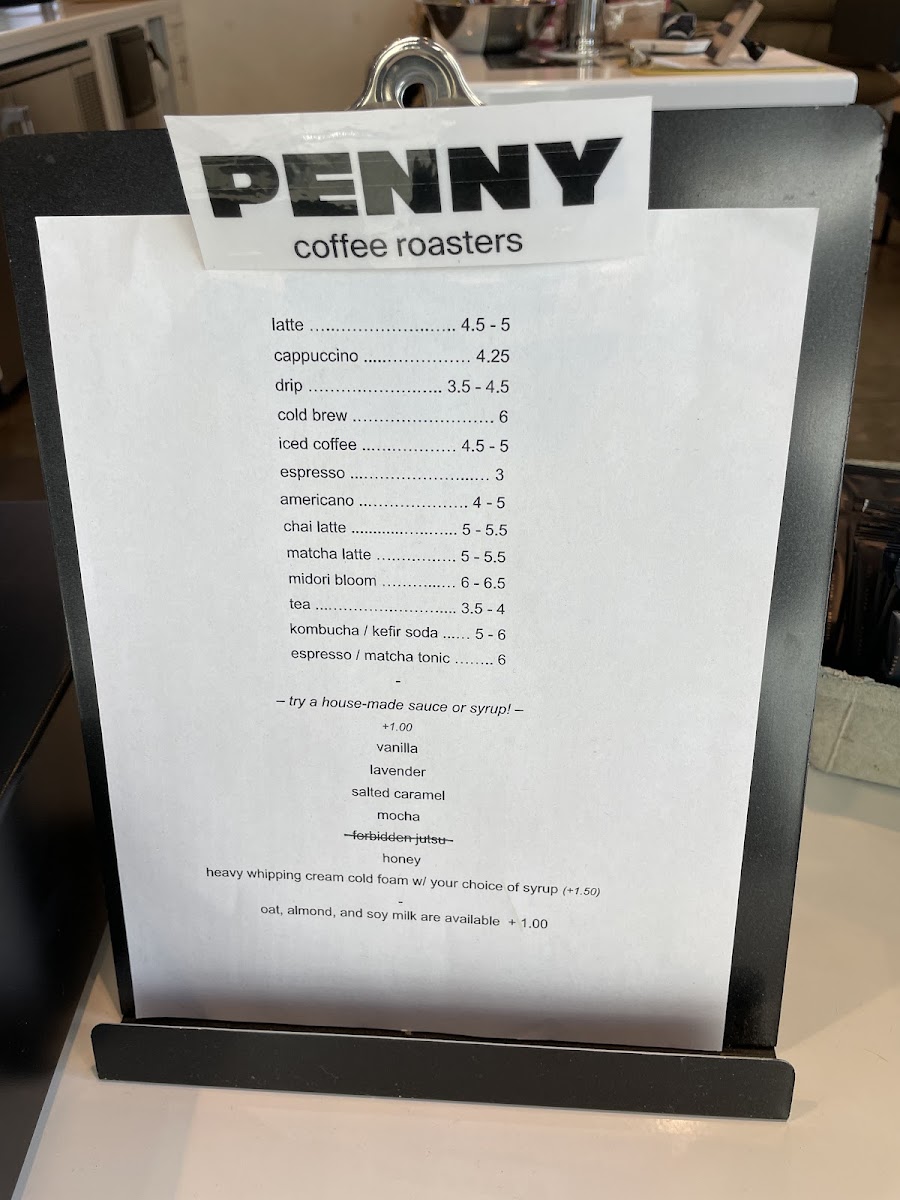 PENNY
coffee roasters
latte ........................... 4.5 - 5
cappuccino .................... 4.25
drip ......................... 3.5 - 4.5
cold brew .......................... 6
iced coffee .................. 4.5 - 5
espresso .......................... 3
americano .................... 4 - 5
chai latte .................... 5 - 5.5
matcha latte ............... 5 - 5.5
midori bloom .............. 6 - 6.5
tea ........................... 3.5 - 4
kombucha / kefir soda ...... 5 - 6
espresso / matcha tonic ........ 6
-
– try a house-made sauce or syrup! –
+1.00
vanilla
lavender
salted caramel
mocha
forbidden jutsu
honey
heavy whipping cream cold foam w/ your choice of syrup (+1.50)
-
oat, almond, and soy milk are available + 1.00